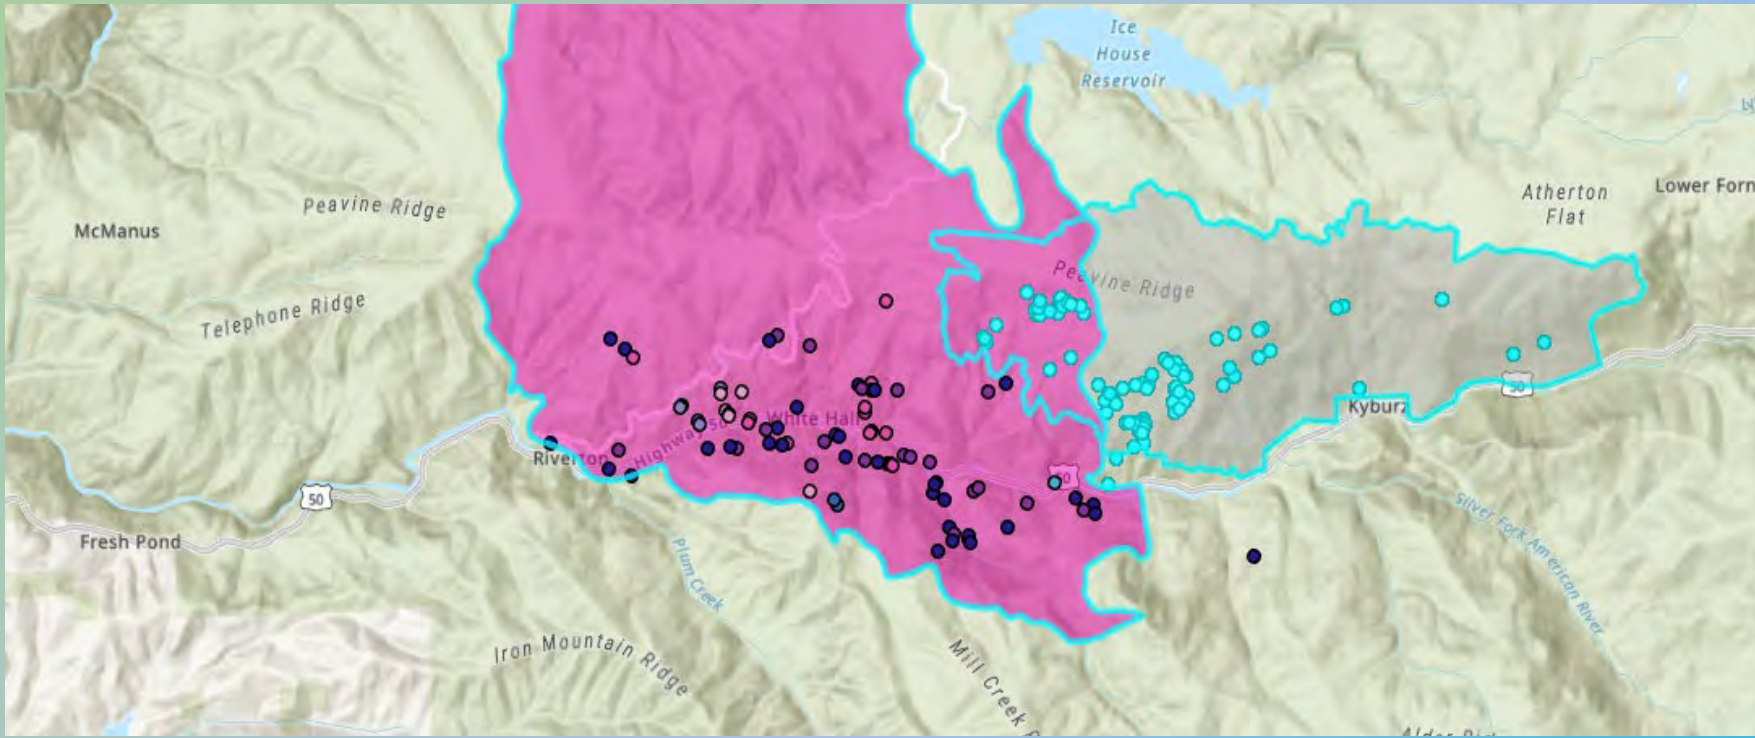 Ice
House
Reservoir
Atherton
Flat
Lower Forn
McManus
Peavine Ridge
Peavine Ridge
Telephone Ridge
Kyburz
50
White Hall
Highway 50
Riverton
50
50
Fresh Pond
Silver Fork American River
Plum Creek
Iron Mountain Ridge
Mill Creek